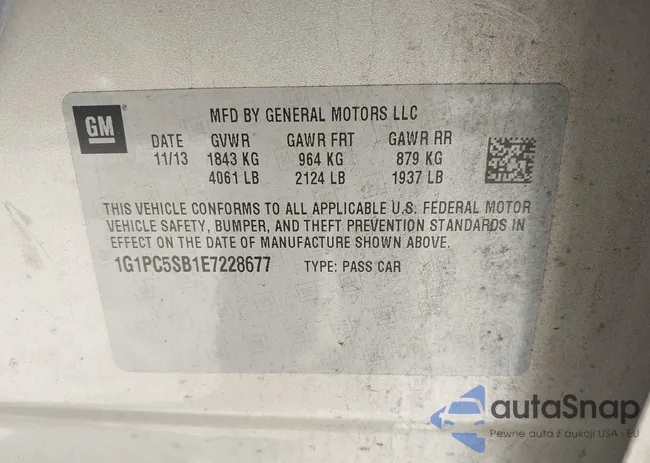 GM
MFD BY GENERAL MOTORS LLC
DATE GVWR GAWR FRT GAWR RR
11/13 1843 KG 964 KG 879 KG
4061 LB 2124 LB 1937 LB
THIS VEHICLE CONFORMS TO ALL APPLICABLE U.S. FEDERAL MOTOR
VEHICLE SAFETY, BUMPER, AND THEFT PREVENTION STANDARDS IN
EFFECT ON THE DATE OF MANUFACTURE SHOWN ABOVE.
1G1PC5SB1E7228677 TYPE: PASS CAR
autaSnap
Pewne auta z aukcji USA i EU